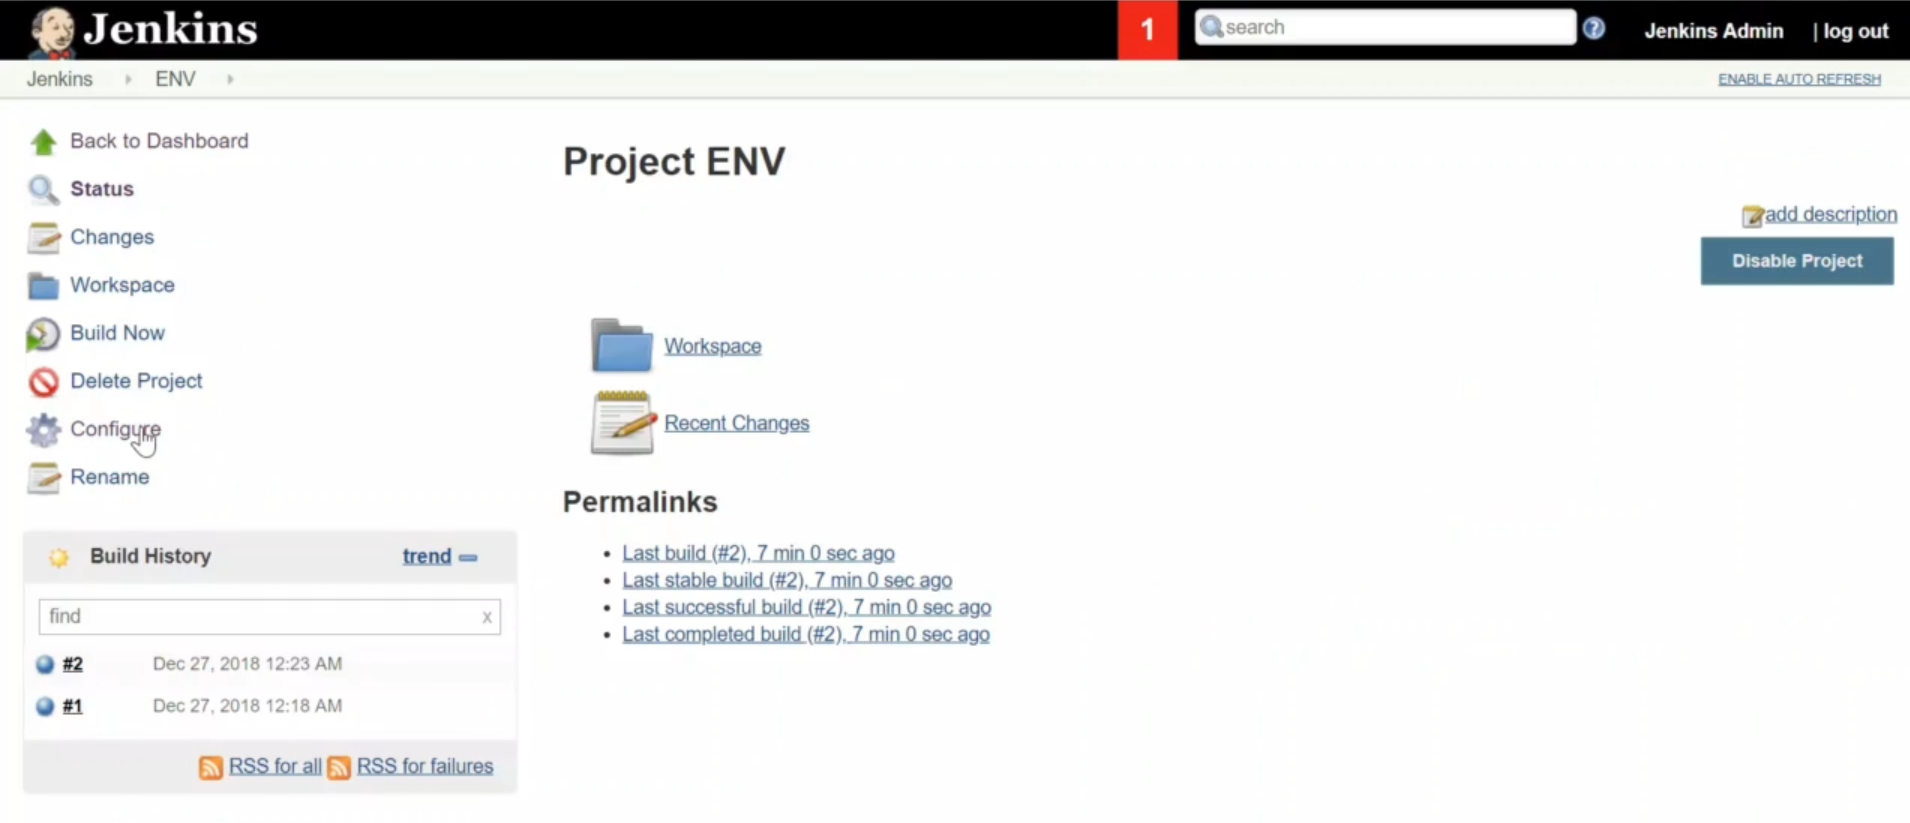 Jenkins
1
search
?
Jenkins Admin
| log out
Jenkins
ENV
ENABLE AUTO REFRESH
Back to Dashboard
Status
Changes
Workspace
Build Now
Delete Project
Configure
Rename
Build History
trend
find
x
#2 Dec 27, 2018 12:23 AM
#1 Dec 27, 2018 12:18 AM
RSS for all RSS for failures
Project ENV
add description
Disable Project
Workspace
Recent Changes
Permalinks
• Last build (#2), 7 min 0 sec ago
• Last stable build (#2), 7 min 0 sec ago
• Last successful build (#2), 7 min 0 sec ago
• Last completed build (#2), 7 min 0 sec ago